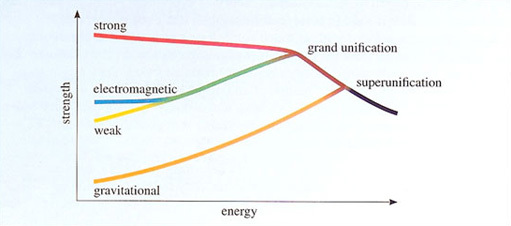 strong
grand unification
superunification
electromagnetic
weak
gravitational
strength
energy